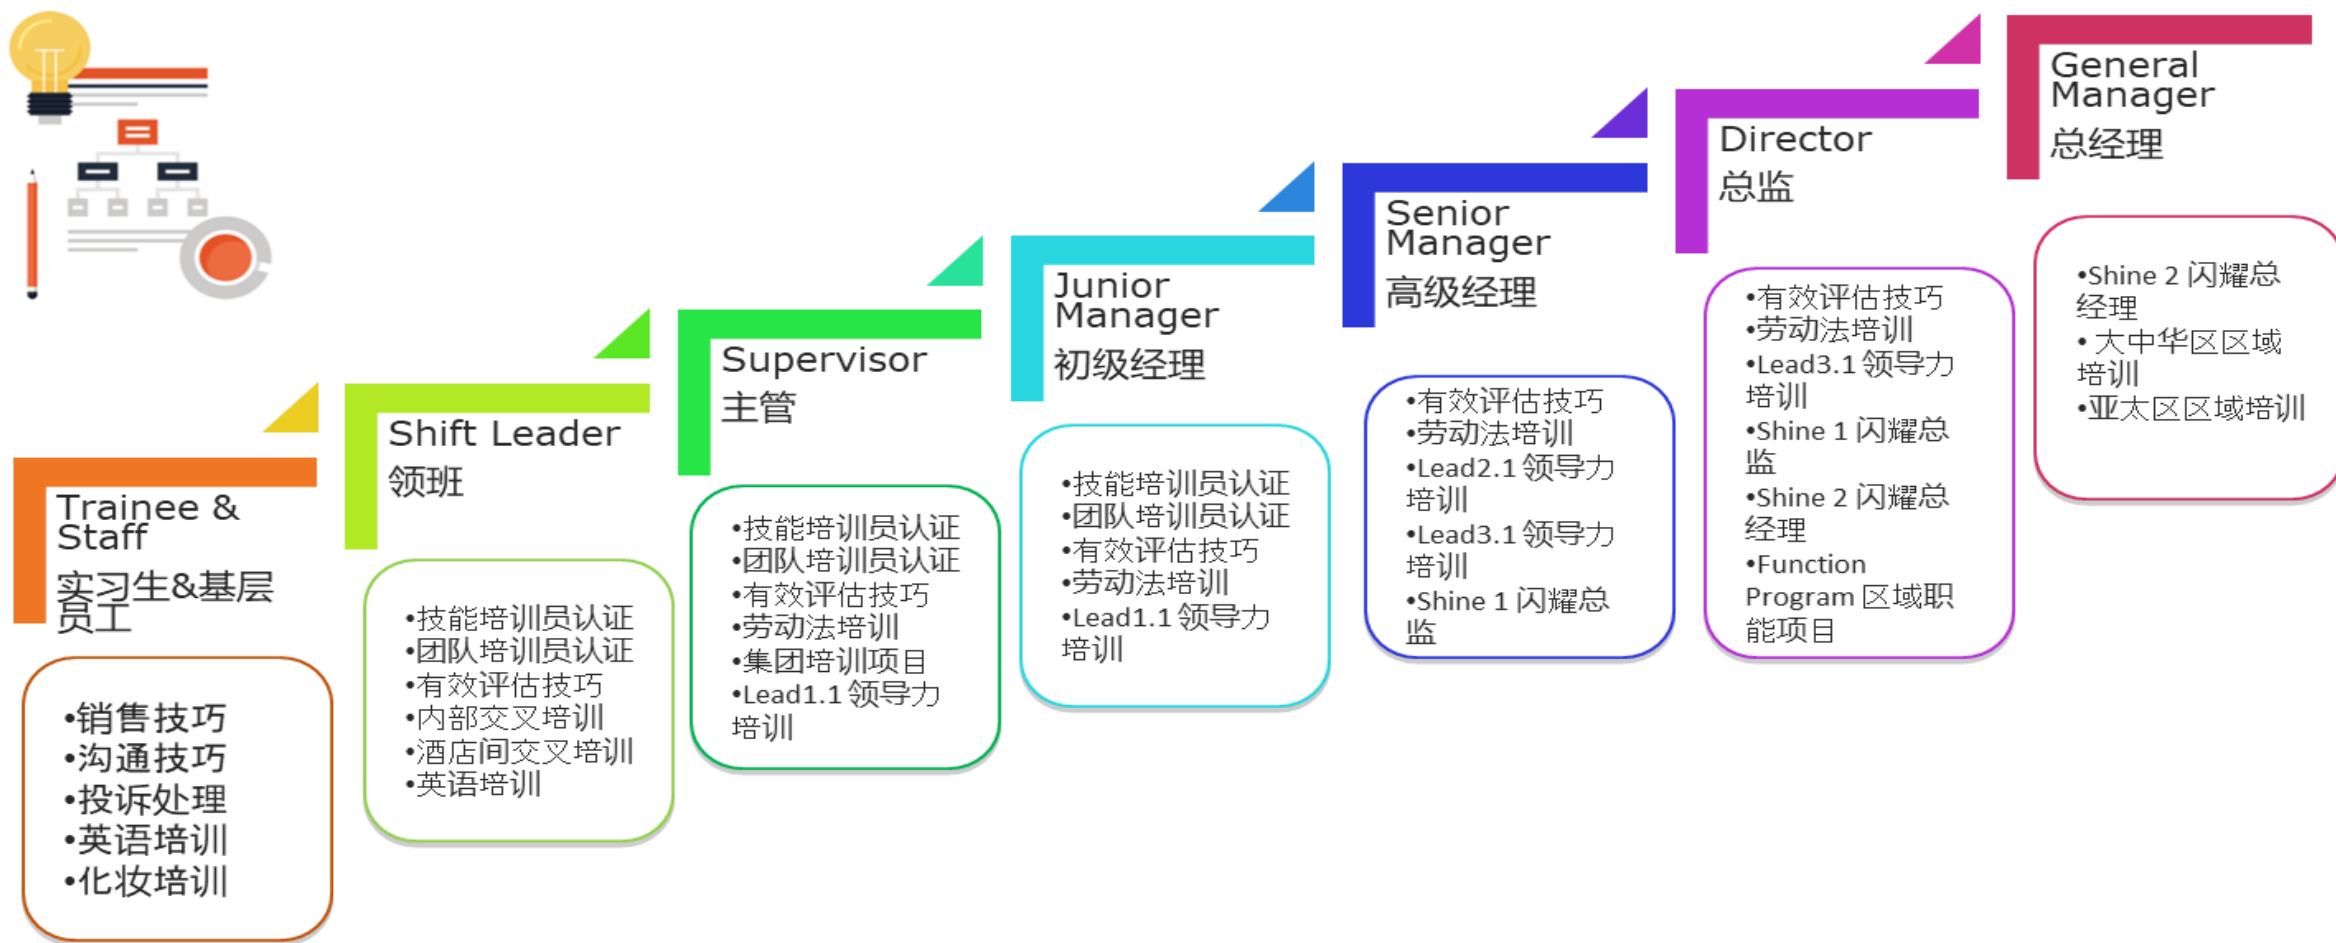 Trainee &
Staff
实习生&基层
员工
•销售技巧
•沟通技巧
•投诉处理
•英语培训
•化妆培训
Shift Leader
领班
•技能培训员认证
•团队培训员认证
•有效评估技巧
•内部交叉培训
•酒店间交叉培训
•英语培训
Supervisor
主管
•技能培训员认证
•团队培训员认证
•有效评估技巧
•劳动法培训
•集团培训项目
•Lead1.1 领导力
培训
Junior
Manager
初级经理
•技能培训员认证
•团队培训员认证
•有效评估技巧
•劳动法培训
•Lead1.1 领导力
培训
Senior
Manager
高级经理
•有效评估技巧
•劳动法培训
•Lead2.1 领导力
培训
•Lead3.1 领导力
培训
•Shine 1 闪耀总
监
Director
总监
•有效评估技巧
•劳动法培训
•Lead3.1 领导力
培训
•Shine 1 闪耀总
监
•Shine 2 闪耀总
经理
•Function
Program 区域职
能项目
General
Manager
总经理
•Shine 2 闪耀总
经理
• 大中华区区域
培训
•亚太区区域培训